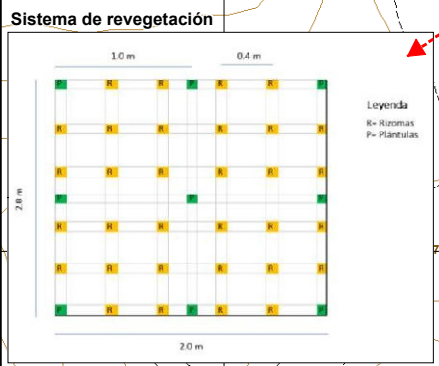 Sistema de revegetación
1.0 m 0.4 m
P R R P R R P
Leyenda
R= Rizomas
P= Plántulas
R R R R R
R R R R R
2.8 m
P P P
R R R R R
R R R R R
P R R P R R P
2.0 m